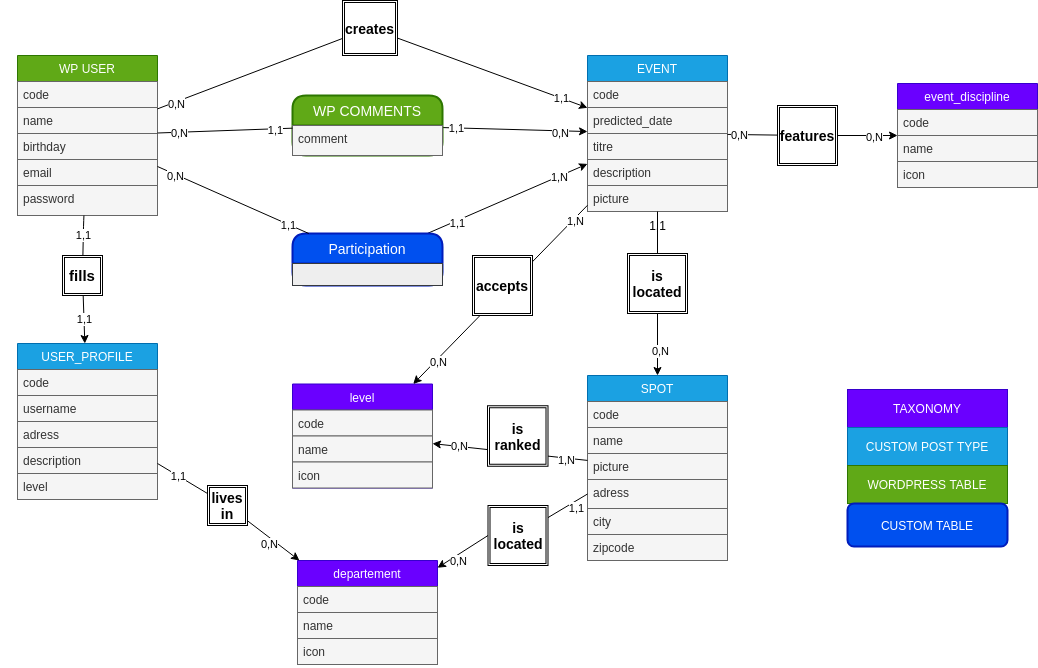 creates
WP USER
code
name
birthday
email
password
0,N
0,N
0,N
1,1
WP COMMENTS
comment
1,1
1,1
Participation
1,1
1,1
EVENT
code
predicted_date
titre
description
picture
1,1
0,N
1,N
1,N
0,N
1,1
features
0,N
event_discipline
code
name
icon
fills
1,1
accepts
0,N
is
located
0,N
USER_PROFILE
code
username
adress
description
level
1,1
level
code
name
icon
0,N
is
ranked
1,N
SPOT
code
name
picture
adress
city
zipcode
1,1
lives
in
0,N
is
located
0,N
departement
code
name
icon
TAXONOMY
CUSTOM POST TYPE
WORDPRESS TABLE
CUSTOM TABLE